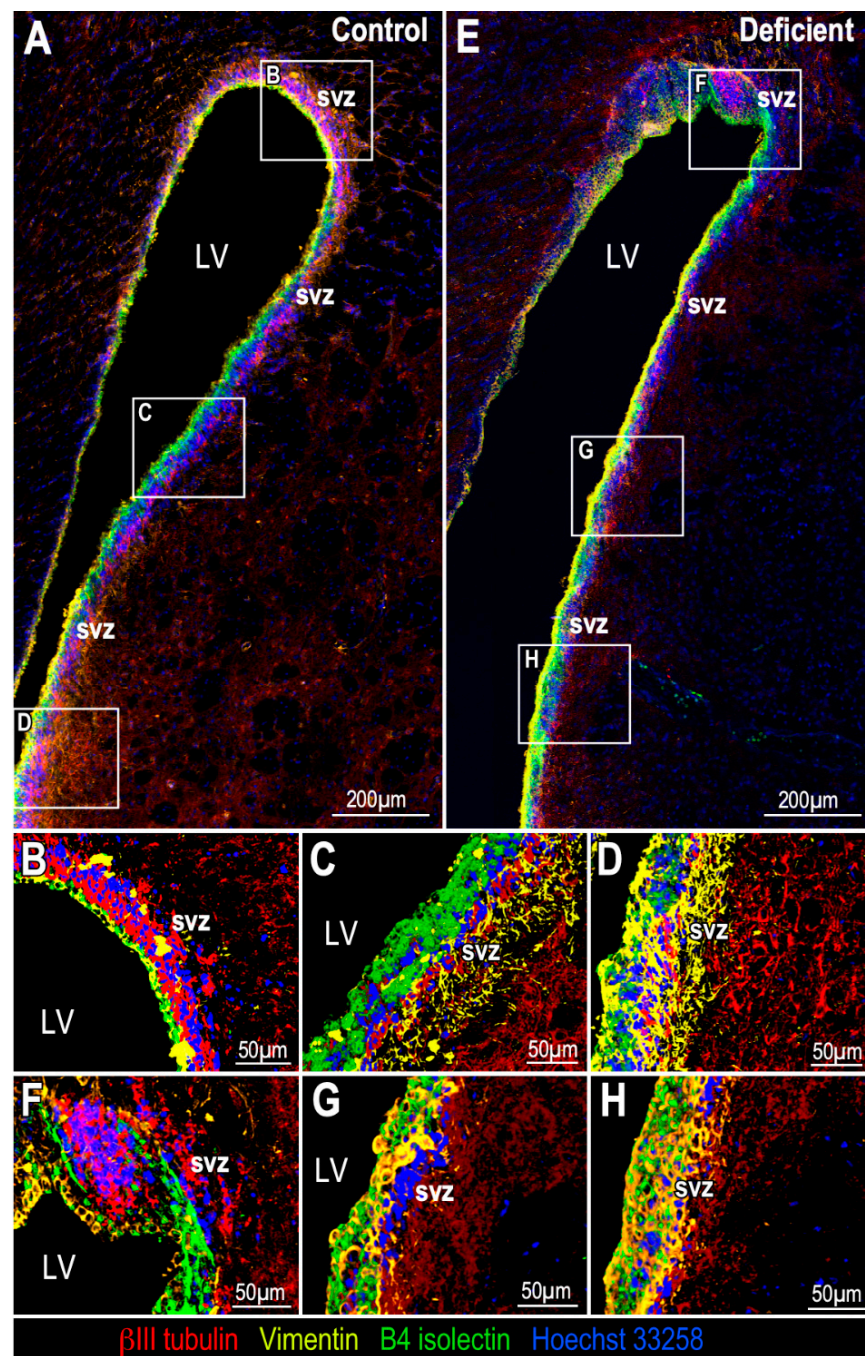 A Control
B
SVZ
LV
SVZ
C
SVZ
D
200µm
E Deficient
F
SVZ
LV
SVZ
G
SVZ
H
200µm
B
SVZ
LV
50µm
C
LV
SVZ
50µm
D
SVZ
50µm
F
SVZ
LV
50µm
G
LV
SVZ
50µm
H
SVZ
50µm
βIII tubulin Vimentin B4 isolectin Hoechst 33258